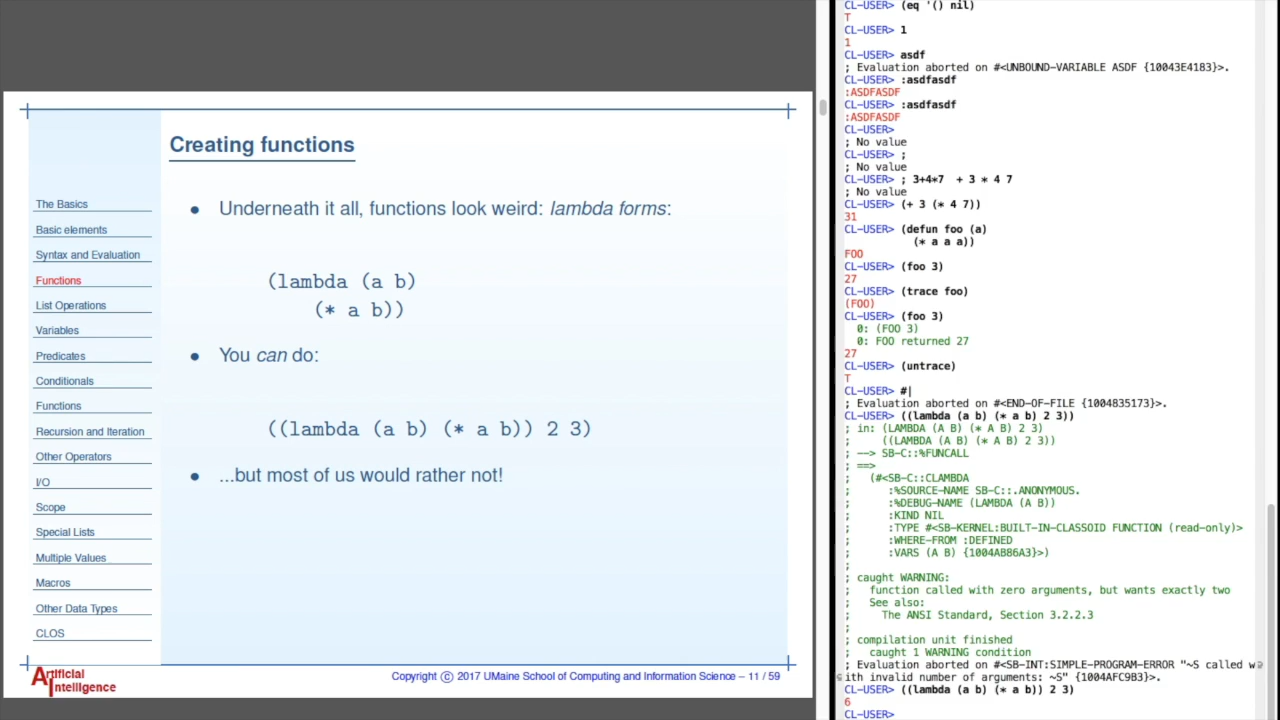 Creating functions
The Basics
Basic elements
Syntax and Evaluation
Functions
List Operations
Variables
Predicates
Conditionals
Functions
Recursion and Iteration
Other Operators
I/O
Scope
Special Lists
Multiple Values
Macros
Other Data Types
CLOS
● Underneath it all, functions look weird: lambda forms:
(lambda (a b)
(* a b))
● You can do:
((lambda (a b) (* a b)) 2 3)
● ...but most of us would rather not!
Artificial
Intelligence
Copyright © 2017 UMaine School of Computing and Information Science – 11 / 59
CL-USER> (eq '() nil)
T
CL-USER> 1
1
CL-USER> asdf
; Evaluation aborted on #<UNBOUND-VARIABLE ASDF {10043E4183}>.
CL-USER> :asdfasdf
:ASDFASDF
CL-USER> :asdfasdf
:ASDFASDF
CL-USER>
; No value
CL-USER> ;
; No value
CL-USER> ; 3+4*7  + 3 * 4 7
; No value
CL-USER> (+ 3 (* 4 7))
31
CL-USER> (defun foo (a)
(* a a a))
FOO
CL-USER> (foo 3)
27
CL-USER> (trace foo)
(FOO)
CL-USER> (foo 3)
0: (FOO 3)
0: FOO returned 27
27
CL-USER> (untrace)
T
CL-USER> #|
; Evaluation aborted on #<END-OF-FILE {1004835173}>.
CL-USER> ((lambda (a b) (* a b) 2 3))
; in: (LAMBDA (A B) (* A B) 2 3)
;     ((LAMBDA (A B) (* A B) 2 3))
; --> SB-C::%FUNCALL
; ==>
;   (#<SB-C::CLAMBDA
;      :%SOURCE-NAME SB-C::.ANONYMOUS.
;      :%DEBUG-NAME (LAMBDA (A B))
;      :KIND NIL
;      :TYPE #<SB-KERNEL:BUILT-IN-CLASSOID FUNCTION (read-only)>
;      :WHERE-FROM :DEFINED
;      :VARS (A B) {1004AB86A3}>)
;
; caught WARNING:
;   function called with zero arguments, but wants exactly two
;   See also:
;     The ANSI Standard, Section 3.2.2.3
;
; compilation unit finished
;   caught 1 WARNING condition
; Evaluation aborted on #<SB-INT:SIMPLE-PROGRAM-ERROR "~S called w
ith invalid number of arguments: ~S" {1004AFC9B3}>.
CL-USER> ((lambda (a b) (* a b)) 2 3)
6
CL-USER>